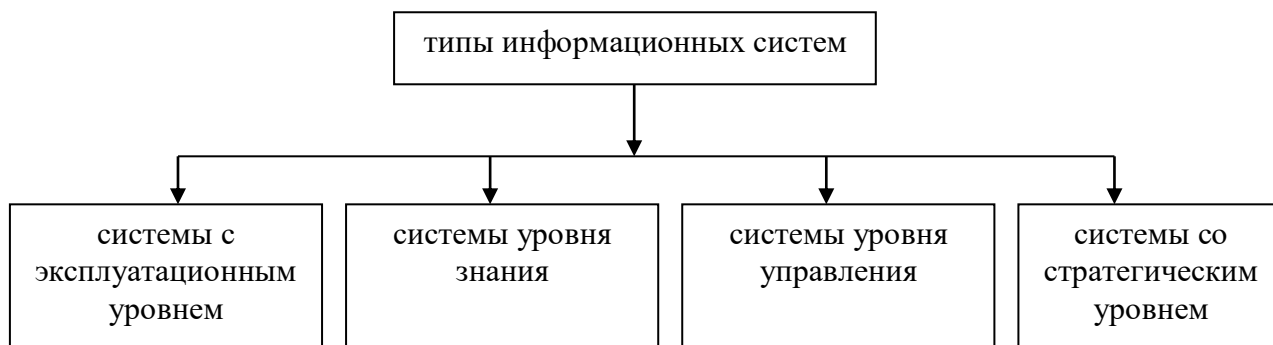 типы информационных систем
системы с
эксплуатационным
уровнем
системы уровня
знания
системы уровня
управления
системы со
стратегическим
уровнем